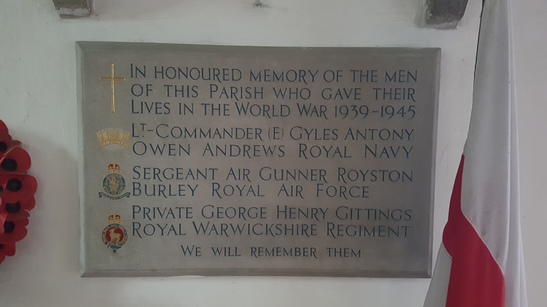 IN HONOURED MEMORY OF THE MEN
OF THIS PARISH WHO GAVE THEIR
LIVES IN THE WORLD WAR 1939-1945
LT-COMMANDER (E) GYLES ANTONY
OWEN ANDREWS ROYAL NAVY
SERGEANT AIR GUNNER ROYSTON
BURLEY ROYAL AIR FORCE
PRIVATE GEORGE HENRY GITTINGS
ROYAL WARWICKSHIRE REGIMENT
WE WILL REMEMBER THEM